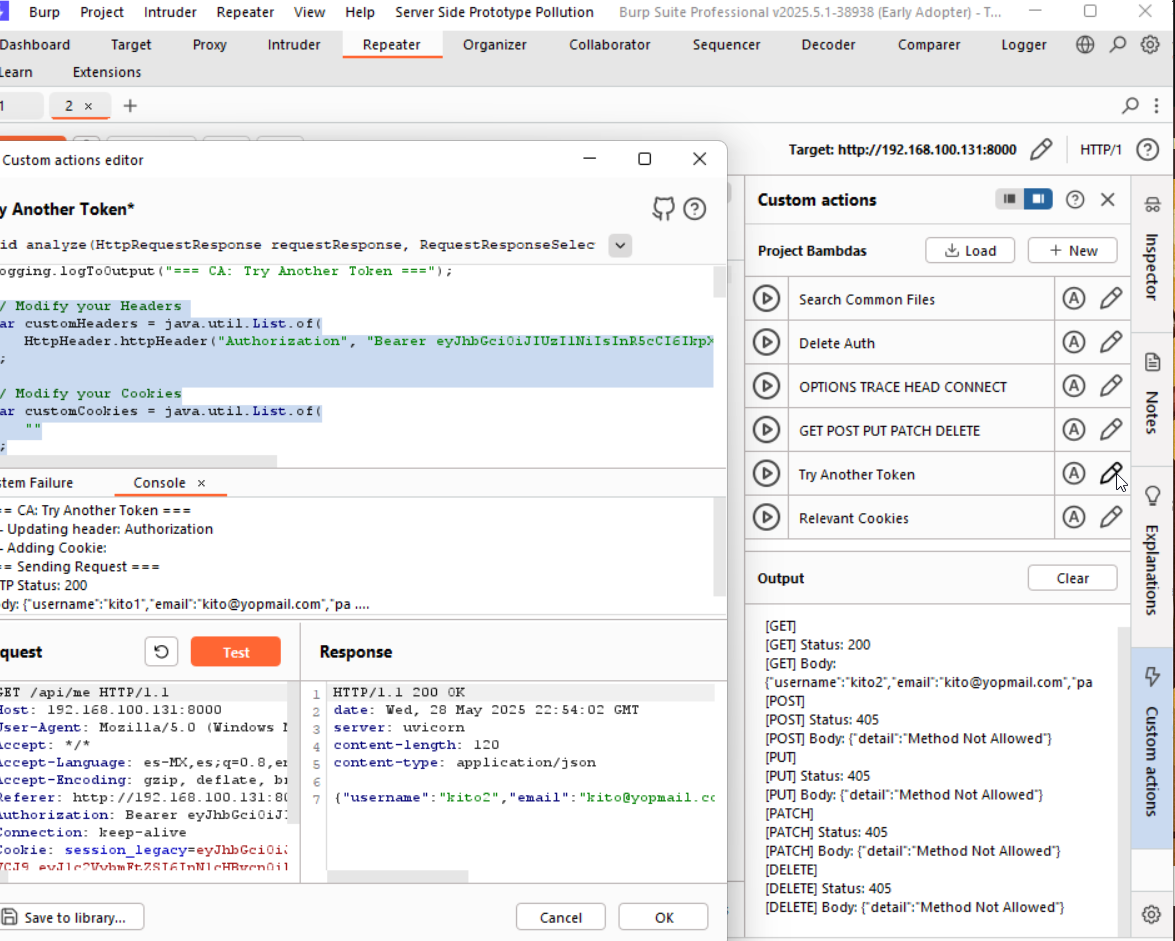 Burp Project Intruder Repeater View Help Server Side Prototype Pollution Burp Suite Professional v2025.5.1-38938 (Early Adopter) - T...
Dashboard Target Proxy Intruder Repeater Organizer Collaborator Sequencer Decoder Comparer Logger
Learn Extensions
1 2 × +
Target: http://192.168.100.131:8000 HTTP/1
Custom actions editor
y Another Token*
id analyze(HttpRequestResponse requestResponse, RequestResponseSelec
ogging.logToOutput("=== CA: Try Another Token ===");
/ Modify your Headers
ar customHeaders = java.util.List.of(
HttpHeader.httpHeader("Authorization", "Bearer eyJhbGciOiJIUzI1NiIsInR5cCI6IkpX
;
/ Modify your Cookies
ar customCookies = java.util.List.of(
""
;
stem Failure Console ×
== CA: Try Another Token ===
- Updating header: Authorization
- Adding Cookie:
== Sending Request ===
TP Status: 200
dy: {"username":"kito1","email":"kito@yopmail.com","pa ....
quest Test
GET /api/me HTTP/1.1
Host: 192.168.100.131:8000
User-Agent: Mozilla/5.0 (Windows N
Accept: */*
Accept-Language: es-MX,es;q=0.8,en
Accept-Encoding: gzip, deflate, br
Referer: http://192.168.100.131:80
Authorization: Bearer eyJhbGciOiJI
Connection: keep-alive
Cookie: session_legacy=eyJhbGciOiJ
Response
1 HTTP/1.1 200 OK
2 date: Wed, 28 May 2025 22:54:02 GMT
3 server: uvicorn
4 content-length: 120
5 content-type: application/json
6
7 {"username":"kito2","email":"kito@yopmail.co
Save to library... Cancel OK
Custom actions
Project Bambdas Load + New
Search Common Files A
Delete Auth A
OPTIONS TRACE HEAD CONNECT A
GET POST PUT PATCH DELETE A
Try Another Token A
Relevant Cookies A
Output Clear
[GET]
[GET] Status: 200
[GET] Body:
{"username":"kito2","email":"kito@yopmail.com","pa
[POST]
[POST] Status: 405
[POST] Body: {"detail":"Method Not Allowed"}
[PUT]
[PUT] Status: 405
[PUT] Body: {"detail":"Method Not Allowed"}
[PATCH]
[PATCH] Status: 405
[PATCH] Body: {"detail":"Method Not Allowed"}
[DELETE]
[DELETE] Status: 405
[DELETE] Body: {"detail":"Method Not Allowed"}
Inspector
Notes
Explanations
Custom actions